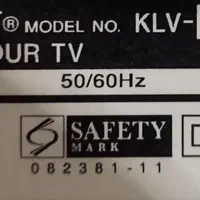 ® MODEL NO. KLV-
OUR TV
50/60Hz
SAFETY
MARK
082381-11